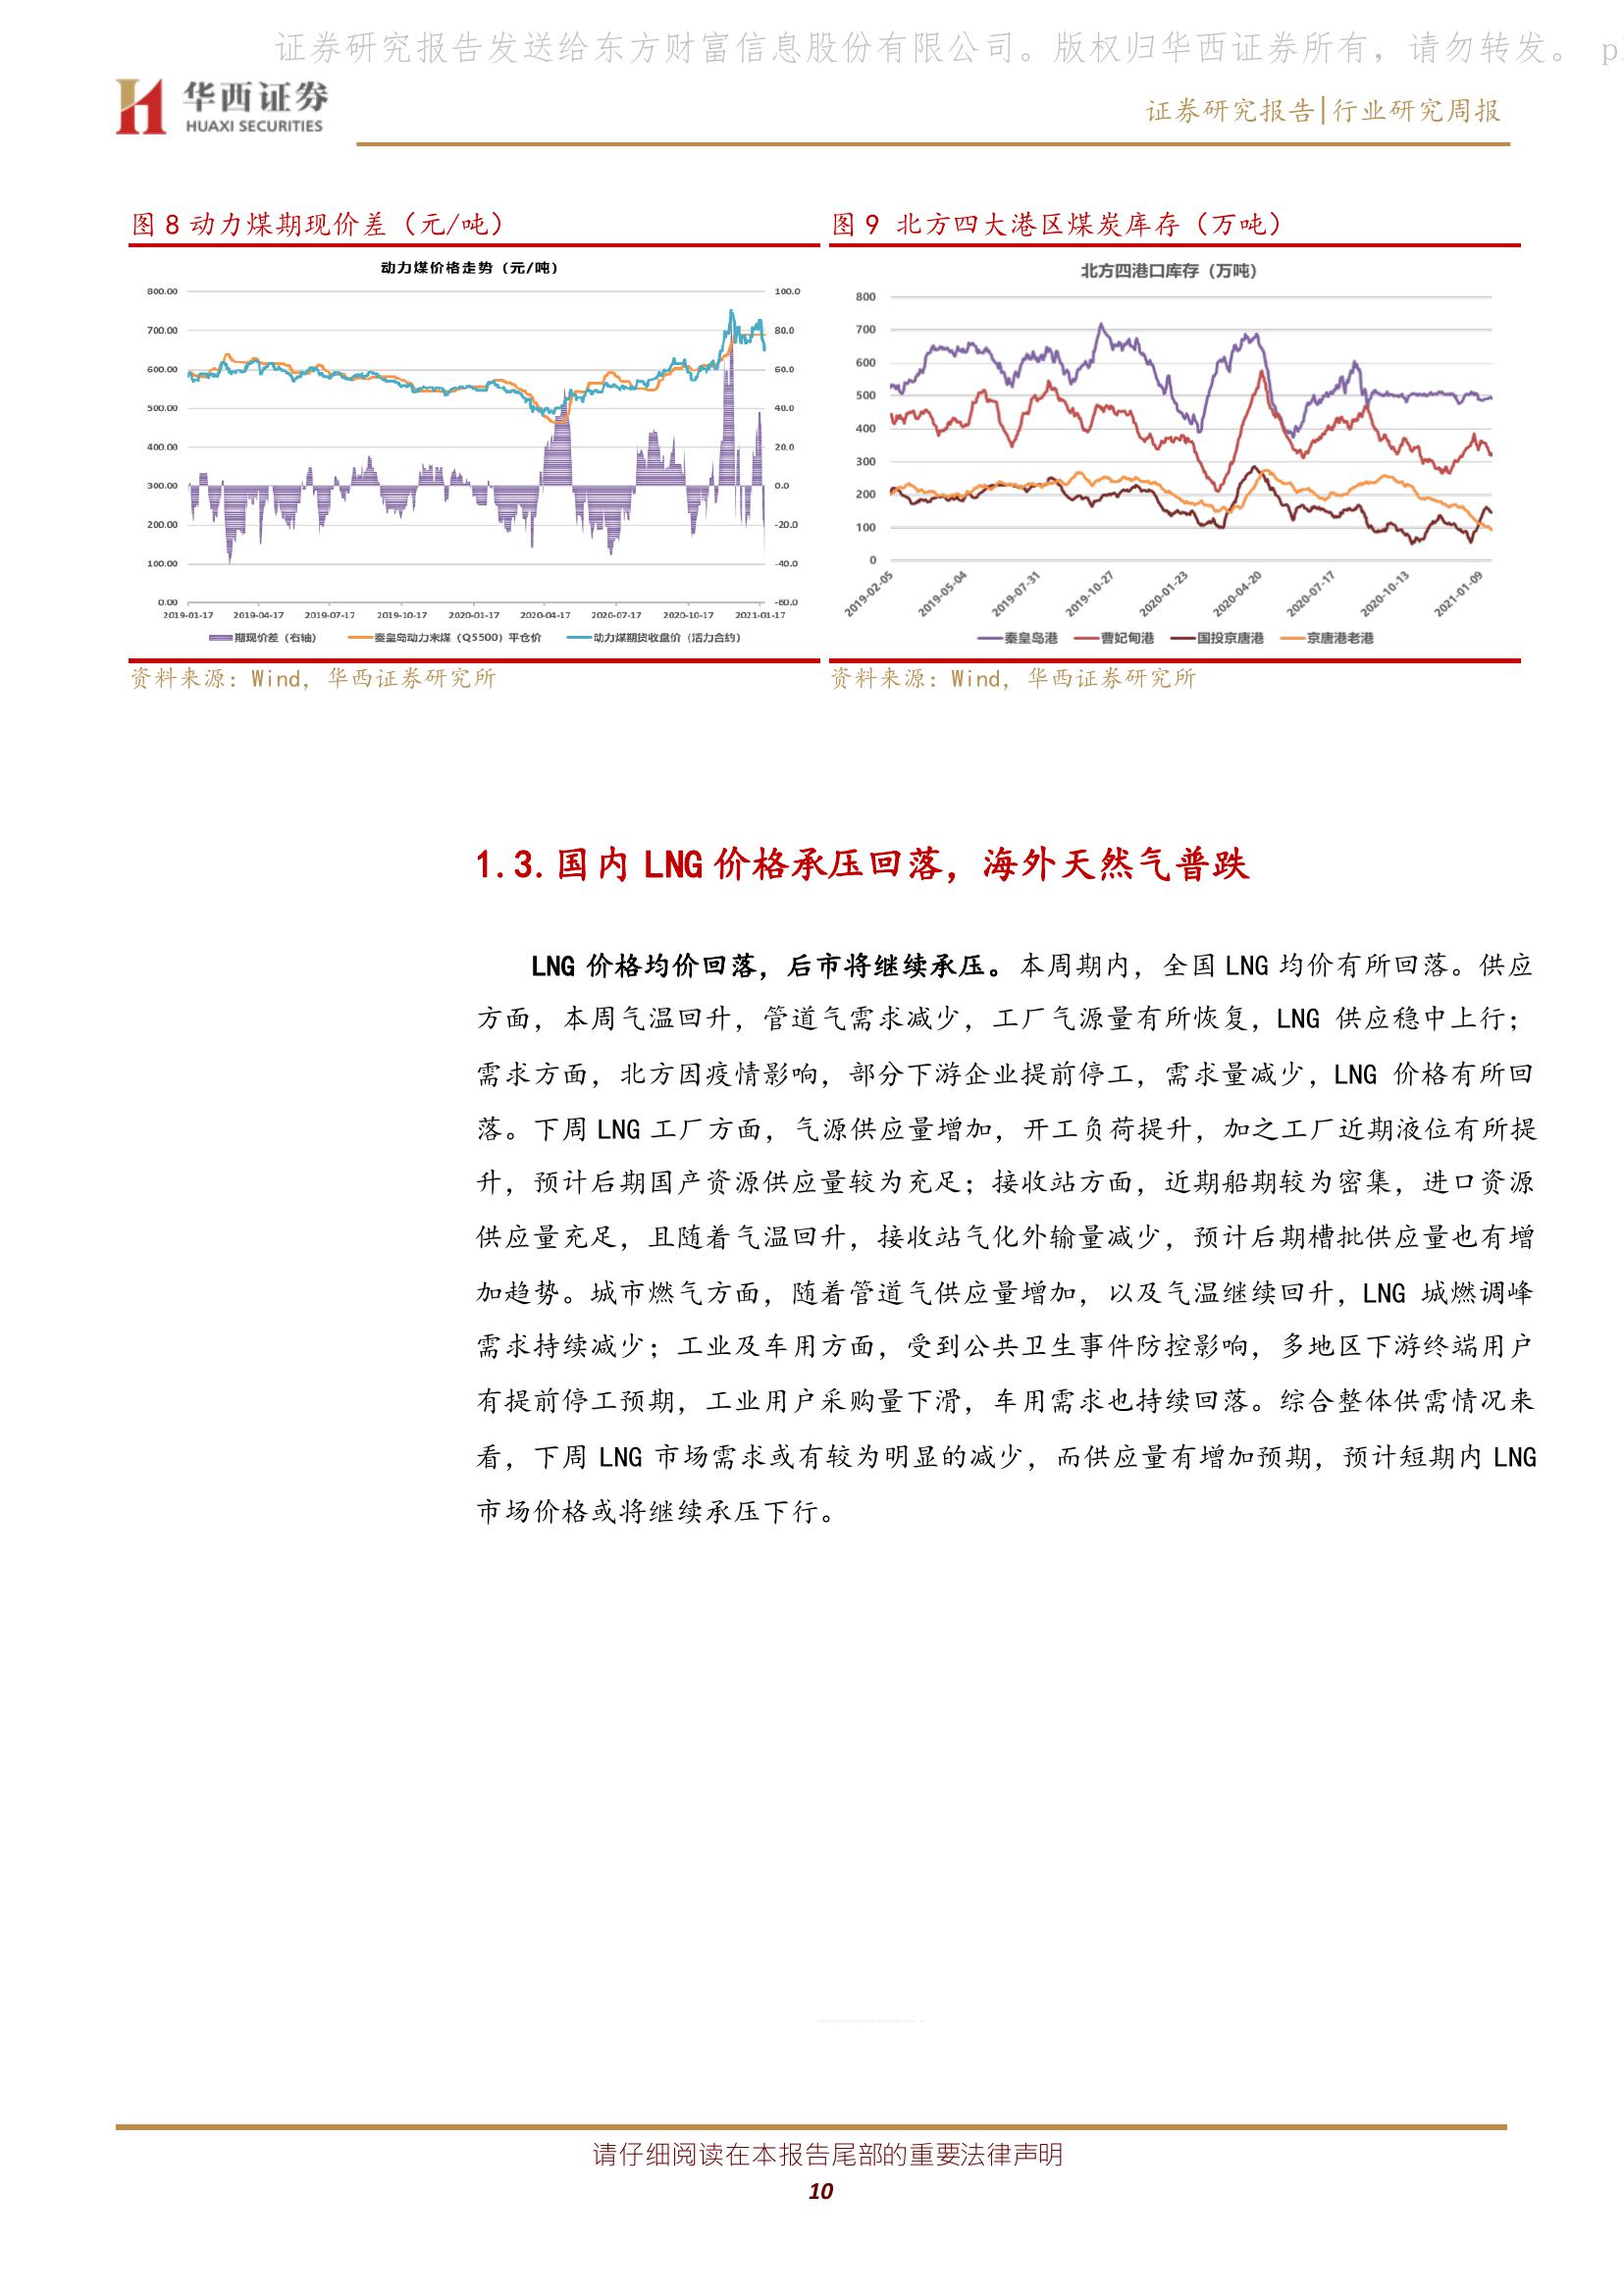 证券研究报告发送给东方财富信息股份有限公司。版权归华西证券所有，请勿转发。 p
华西证券
HUAXI SECURITIES
证券研究报告|行业研究周报
图 8 动力煤期现价差（元/吨）
动力煤价格走势（元/吨）
800.00
700.00
600.00
500.00
400.00
300.00
200.00
100.00
0.00
100.0
80.0
60.0
40.0
20.0
0.0
-20.0
-40.0
-60.0
2019-01-17 2019-04-17 2019-07-17 2019-10-17 2020-01-17 2020-04-17 2020-07-17 2020-10-17 2021-01-17
期现价差（右轴） 秦皇岛动力末煤（Q5500）平仓价 动力煤期货收盘价（活力合约）
资料来源：Wind，华西证券研究所
图 9 北方四大港区煤炭库存（万吨）
北方四港口库存（万吨）
800
700
600
500
400
300
200
100
0
2019-02-05 2019-05-04 2019-07-31 2019-10-27 2020-01-23 2020-04-20 2020-07-17 2020-10-13 2021-01-09
秦皇岛港 曹妃甸港 国投京唐港 京唐港老港
资料来源：Wind，华西证券研究所
1.3.国内 LNG 价格承压回落，海外天然气普跌
LNG 价格均价回落，后市将继续承压。本周期内，全国 LNG 均价有所回落。供应
方面，本周气温回升，管道气需求减少，工厂气源量有所恢复，LNG 供应稳中上行；
需求方面，北方因疫情影响，部分下游企业提前停工，需求量减少，LNG 价格有所回
落。下周 LNG 工厂方面，气源供应量增加，开工负荷提升，加之工厂近期液位有所提
升，预计后期国产资源供应量较为充足；接收站方面，近期船期较为密集，进口资源
供应量充足，且随着气温回升，接收站气化外输量减少，预计后期槽批供应量也有增
加趋势。城市燃气方面，随着管道气供应量增加，以及气温继续回升，LNG 城燃调峰
需求持续减少；工业及车用方面，受到公共卫生事件防控影响，多地区下游终端用户
有提前停工预期，工业用户采购量下滑，车用需求也持续回落。综合整体供需情况来
看，下周 LNG 市场需求或有较为明显的减少，而供应量有增加预期，预计短期内 LNG
市场价格或将继续承压下行。
请仔细阅读在本报告尾部的重要法律声明
10